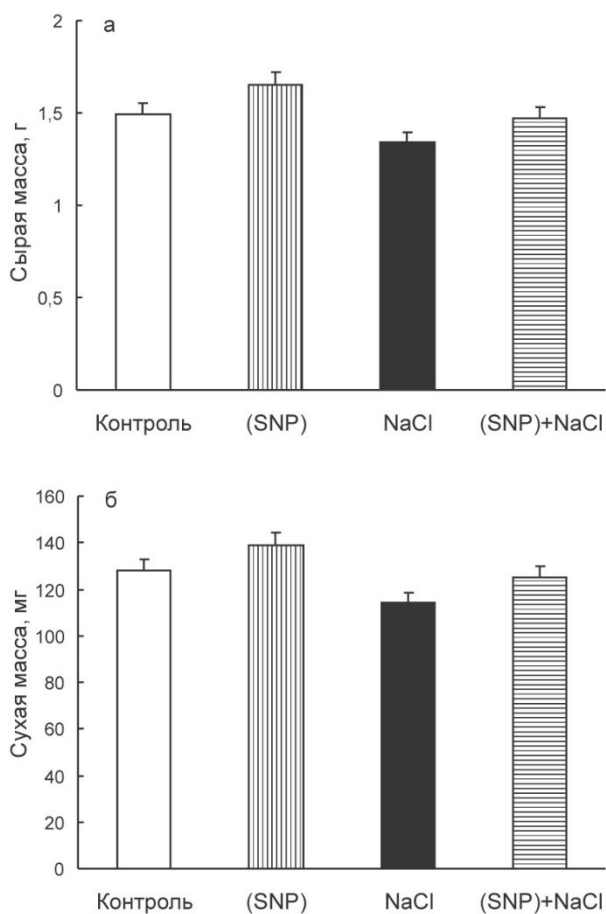 а
2
1,5
1
0,5
0
Сырая масса, г
Контроль (SNP) NaCl (SNP)+NaCl
б
160
140
120
100
80
60
40
20
0
Сухая масса, мг
Контроль (SNP) NaCl (SNP)+NaCl